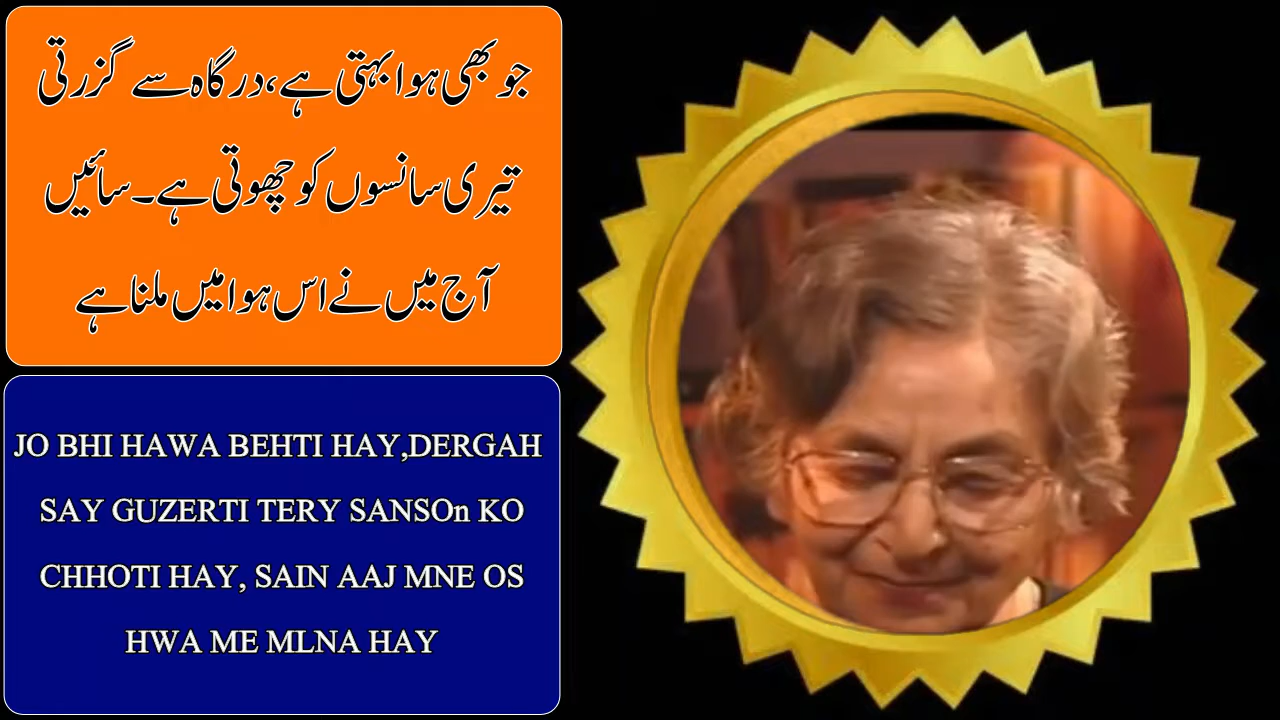 جو بھی ہوا بہتی ہے، درگاہ سے گزرتی
تیری سانسوں کو چھوتی ہے۔ سائیں
آج میں نے اس ہوا میں ملنا ہے
JO BHI HAWA BEHTI HAY,DERGAH
SAY GUZERTI TERY SANSOn KO
CHHOTI HAY, SAIN AAJ MNE OS
HWA ME MLNA HAY